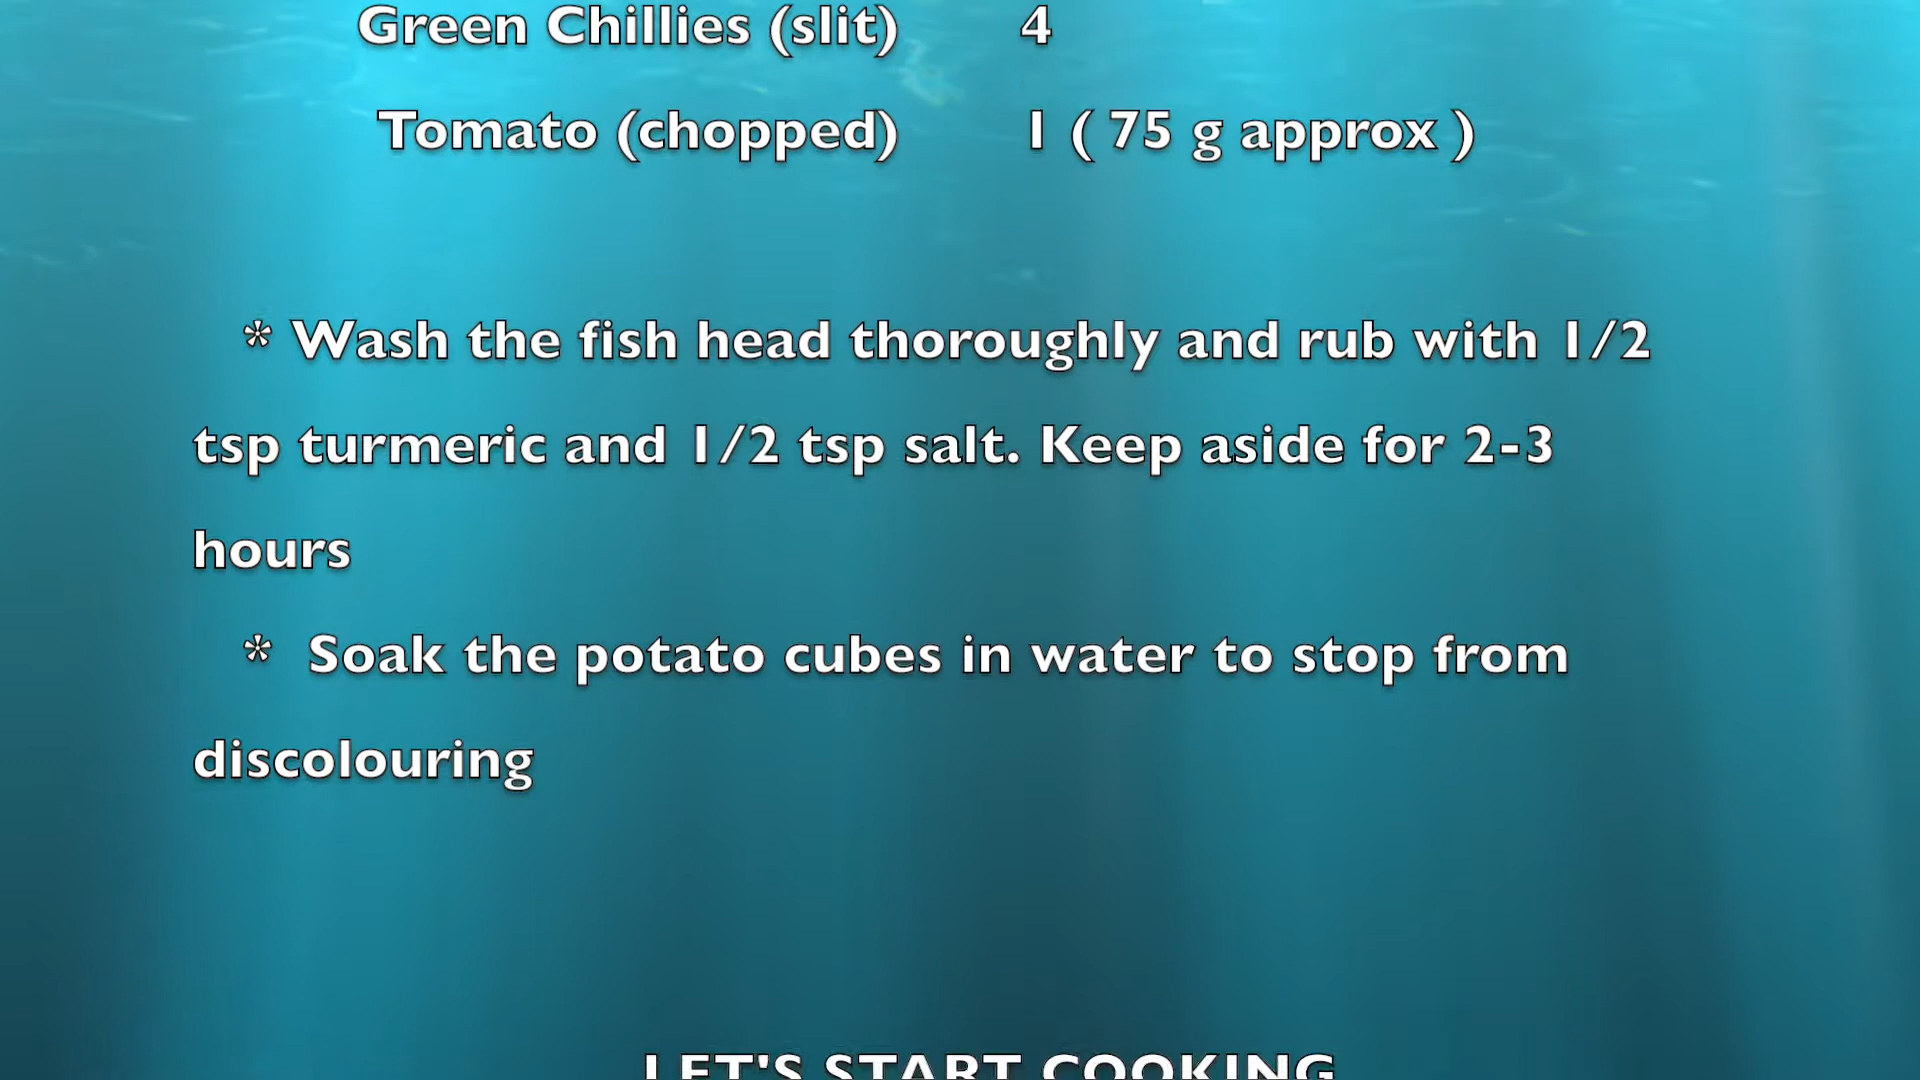 Green Chillies (slit) 4
Tomato (chopped) 1 ( 75 g approx )
* Wash the fish head thoroughly and rub with 1/2
tsp turmeric and 1/2 tsp salt. Keep aside for 2-3
hours
* Soak the potato cubes in water to stop from
discolouring
LET'S START COOKING